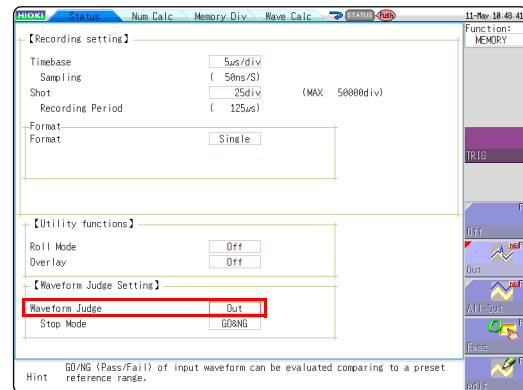 HIOKI Status Num Calc Memory Div Wave Calc STATUS Push 11-May 10:48:41
Function:
MEMORY
【Recording setting】
Timebase 5μs/div
Sampling ( 50ns/S)
Shot 25div (MAX 50000div)
Recording Period ( 125μs)
Format
Format Single
TRIG
【Utility functions】
Off
Roll Mode Off
Overlay Off
Out
【Waveform Judge Setting】
Waveform Judge Out
All-Out
Stop Mode GO&NG
Exec
Hint GO/NG (Pass/Fail) of input waveform can be evaluated comparing to a preset
reference range.
edit